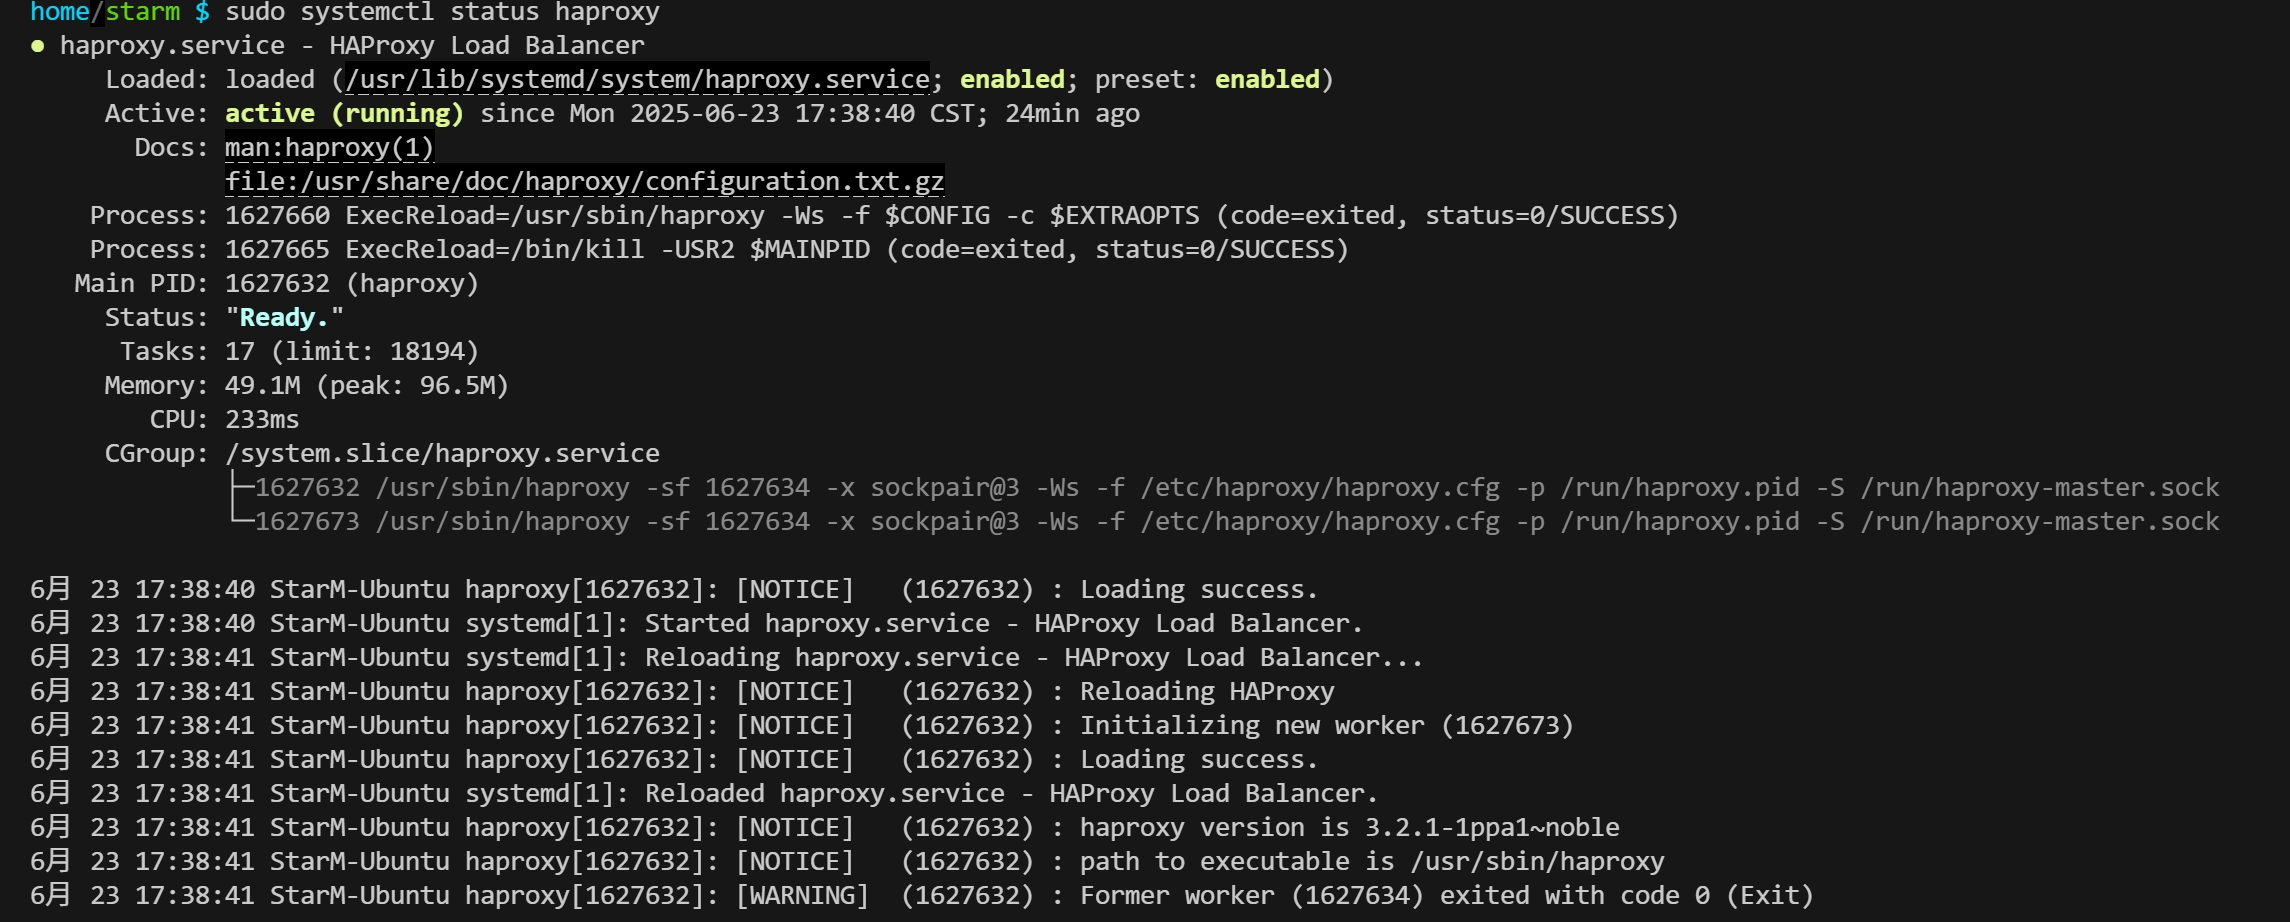 home/starm $ sudo systemctl status haproxy
● haproxy.service - HAProxy Load Balancer
Loaded: loaded (/usr/lib/systemd/system/haproxy.service; enabled; preset: enabled)
Active: active (running) since Mon 2025-06-23 17:38:40 CST; 24min ago
Docs: man:haproxy(1)
file:/usr/share/doc/haproxy/configuration.txt.gz
Process: 1627660 ExecReload=/usr/sbin/haproxy -Ws -f $CONFIG -c $EXTRAOPTS (code=exited, status=0/SUCCESS)
Process: 1627665 ExecReload=/bin/kill -USR2 $MAINPID (code=exited, status=0/SUCCESS)
Main PID: 1627632 (haproxy)
Status: "Ready."
Tasks: 17 (limit: 18194)
Memory: 49.1M (peak: 96.5M)
CPU: 233ms
CGroup: /system.slice/haproxy.service
├─1627632 /usr/sbin/haproxy -sf 1627634 -x sockpair@3 -Ws -f /etc/haproxy/haproxy.cfg -p /run/haproxy.pid -S /run/haproxy-master.sock
└─1627673 /usr/sbin/haproxy -sf 1627634 -x sockpair@3 -Ws -f /etc/haproxy/haproxy.cfg -p /run/haproxy.pid -S /run/haproxy-master.sock
6月 23 17:38:40 StarM-Ubuntu haproxy[1627632]: [NOTICE]   (1627632) : Loading success.
6月 23 17:38:40 StarM-Ubuntu systemd[1]: Started haproxy.service - HAProxy Load Balancer.
6月 23 17:38:41 StarM-Ubuntu systemd[1]: Reloading haproxy.service - HAProxy Load Balancer...
6月 23 17:38:41 StarM-Ubuntu haproxy[1627632]: [NOTICE]   (1627632) : Reloading HAProxy
6月 23 17:38:41 StarM-Ubuntu haproxy[1627632]: [NOTICE]   (1627632) : Initializing new worker (1627673)
6月 23 17:38:41 StarM-Ubuntu haproxy[1627632]: [NOTICE]   (1627632) : Loading success.
6月 23 17:38:41 StarM-Ubuntu systemd[1]: Reloaded haproxy.service - HAProxy Load Balancer.
6月 23 17:38:41 StarM-Ubuntu haproxy[1627632]: [NOTICE]   (1627632) : haproxy version is 3.2.1-1ppa1~noble
6月 23 17:38:41 StarM-Ubuntu haproxy[1627632]: [NOTICE]   (1627632) : path to executable is /usr/sbin/haproxy
6月 23 17:38:41 StarM-Ubuntu haproxy[1627632]: [WARNING]  (1627632) : Former worker (1627634) exited with code 0 (Exit)